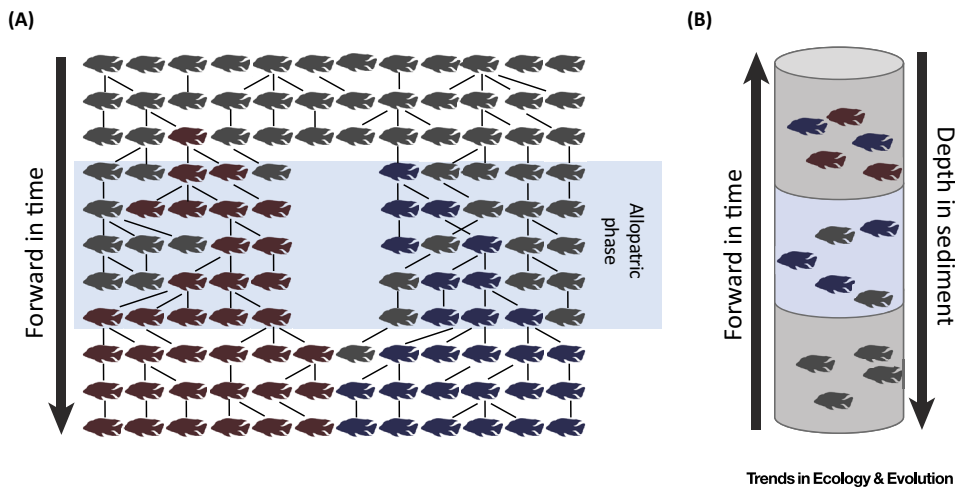 (A)
Forward in time
Allopatric
phase
(B)
Forward in time
Depth in sediment
Trends in Ecology & Evolution